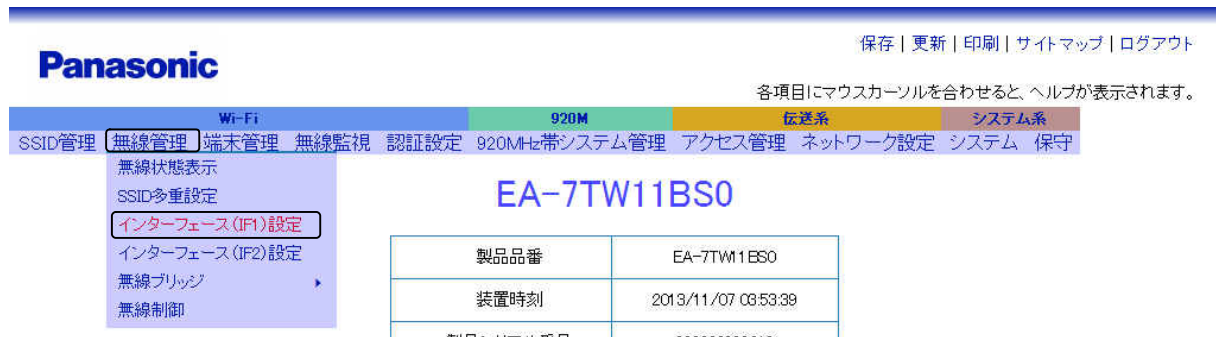 保存 | 更新 | 印刷 | サイトマップ | ログアウト
Panasonic
各項目にマウスカーソルを合わせると、ヘルプが表示されます。
Wi-Fi 920M 伝送系 システム系
SSID管理 無線管理 端末管理 無線監視 認証設定 920MHz帯システム管理 アクセス管理 ネットワーク設定 システム 保守
無線状態表示
SSID多重設定
インターフェース(IF1)設定
インターフェース(IF2)設定
無線ブリッジ
無線制御
EA-7TW11BS0
製品品番 EA-7TW11BS0
装置時刻 2013/11/07 03:53:39